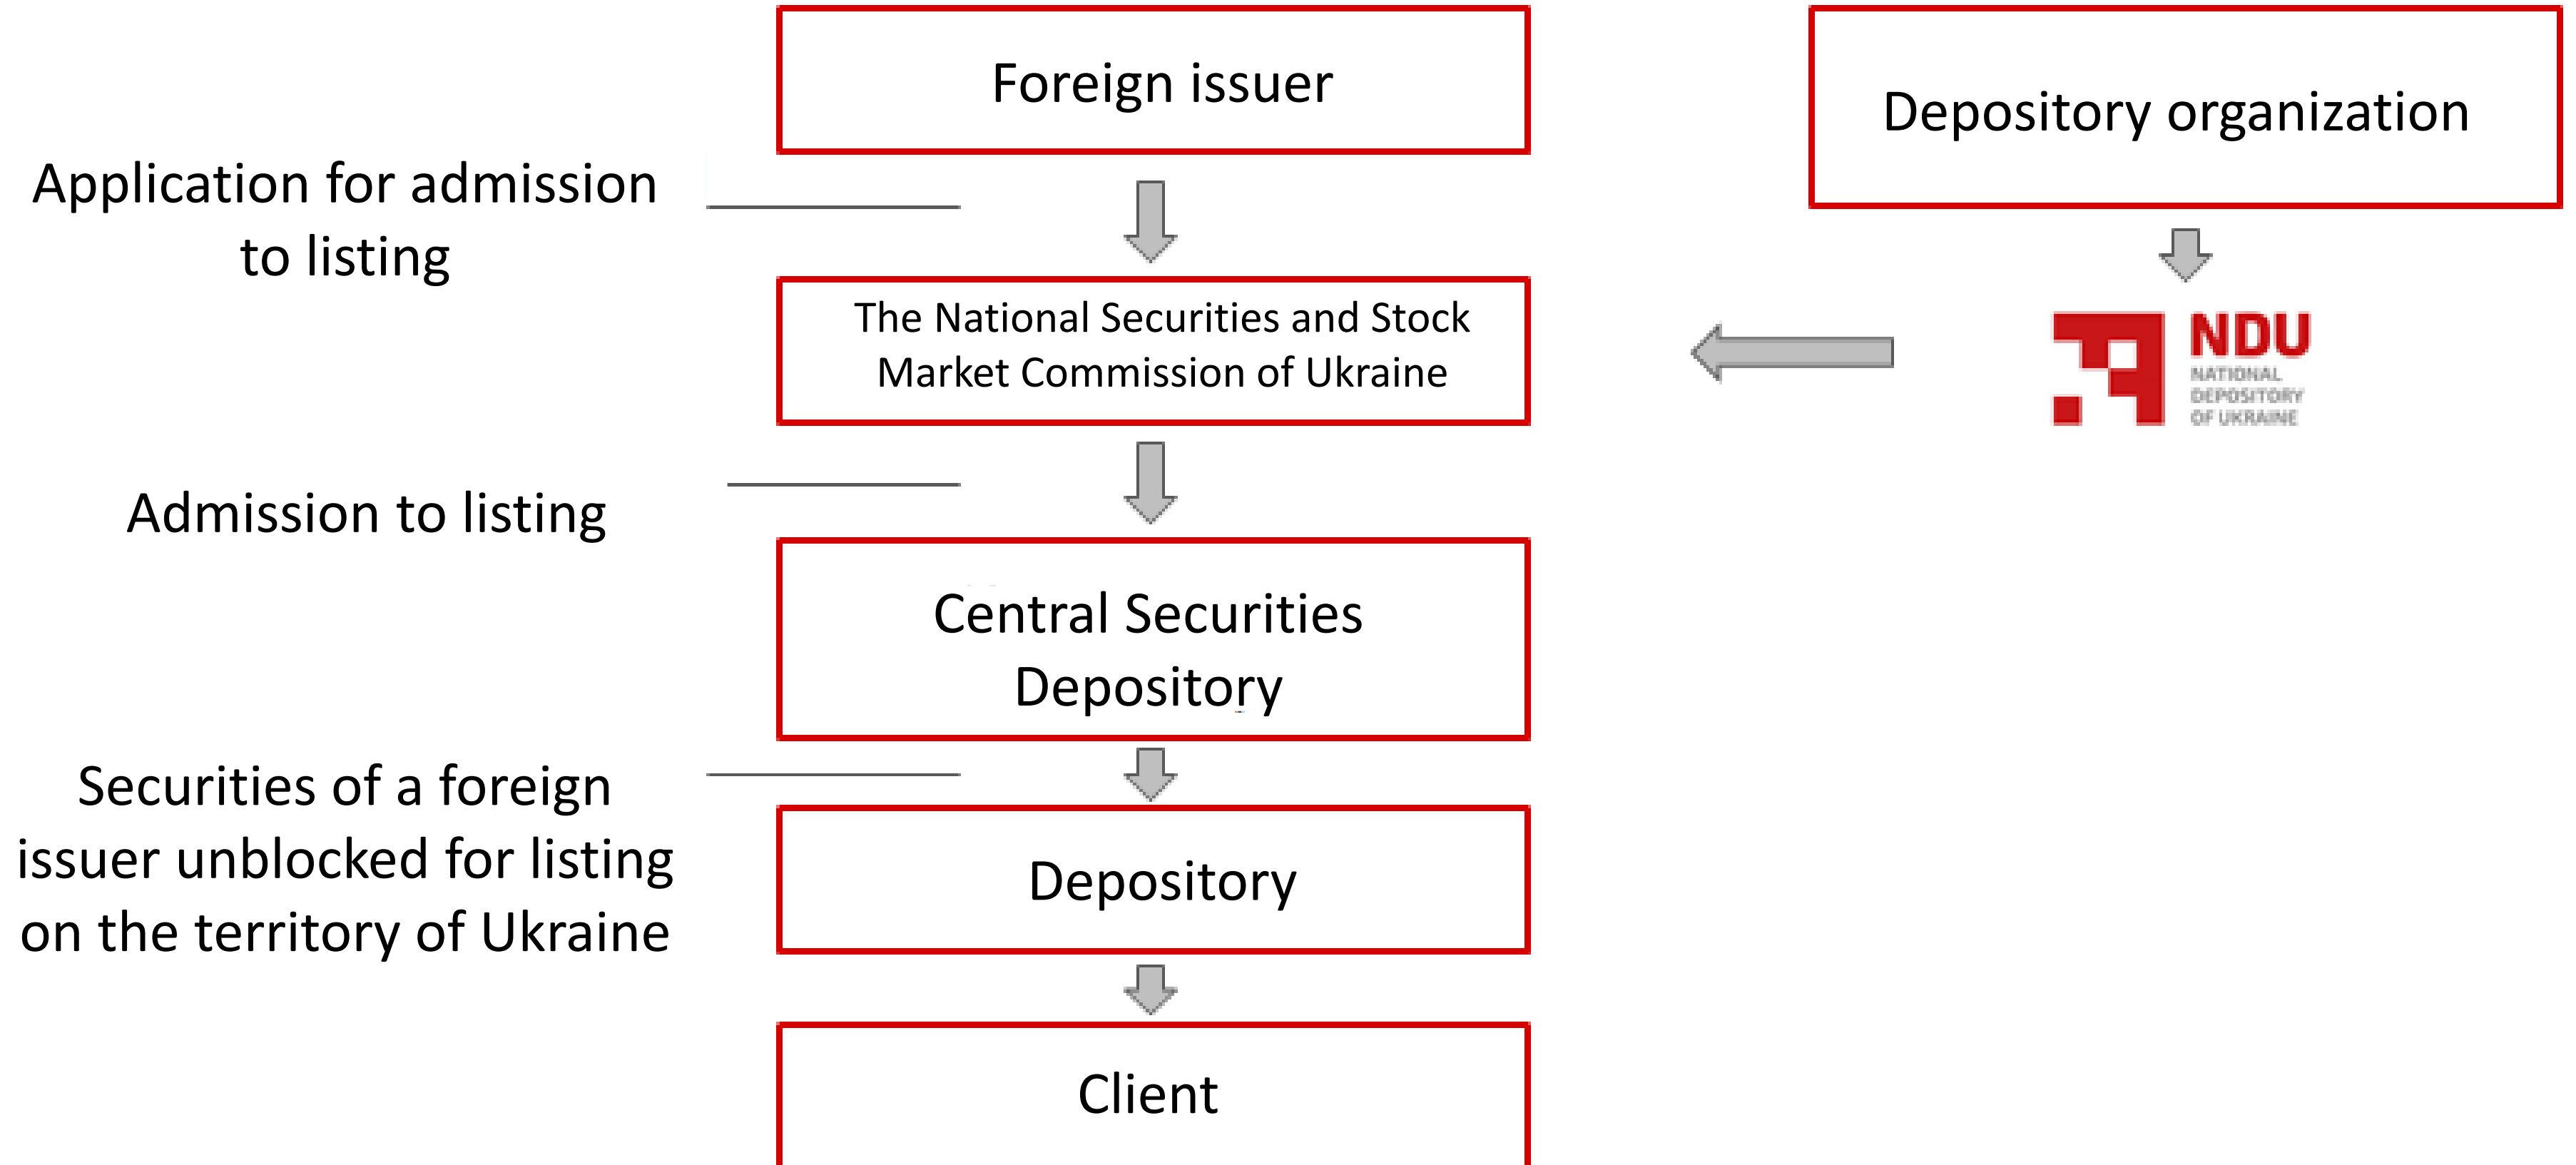 Foreign issuer
Depository organization
Application for admission
to listing
The National Securities and Stock
Market Commission of Ukraine
NDU
NATIONAL
DEPOSITORY
OF UKRAINE
Admission to listing
Central Securities
Depository
Securities of a foreign
issuer unblocked for listing
on the territory of Ukraine
Depository
Client